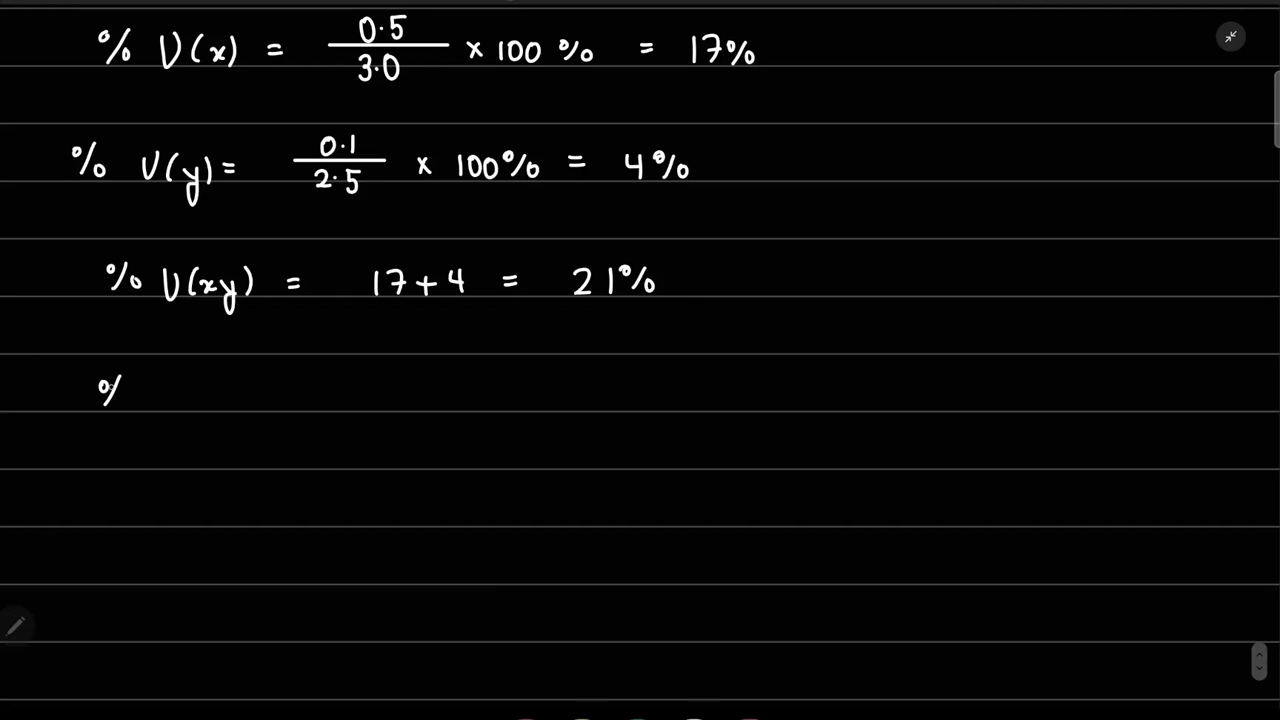 % U(x) = 0.5 / 3.0 × 100 % = 17%
% U(y) = 0.1 / 2.5 × 100% = 4%
% U(xy) = 17 + 4 = 21%
%